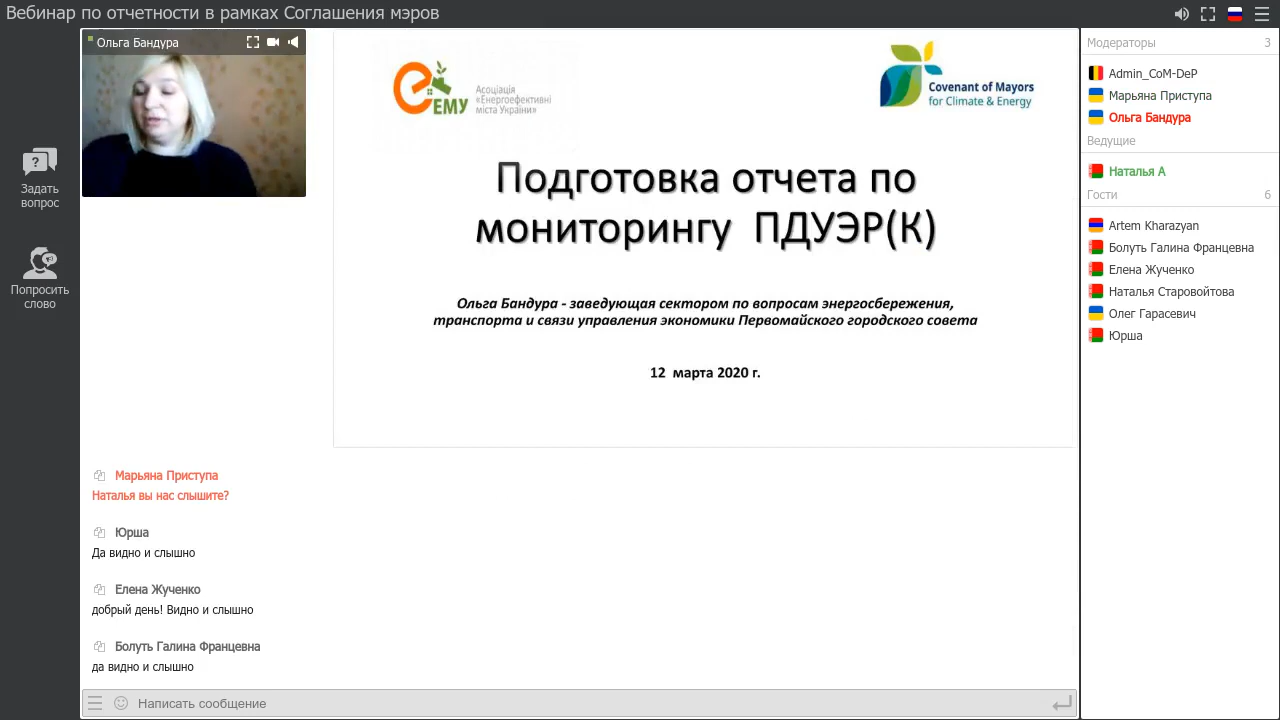 Вебинар по отчетности в рамках Соглашения мэров
Ольга Бандура
Задать
вопрос
Попросить
слово
е
ЕМУ
Асоціація
«Енергоефективні
міста України»
Covenant of Mayors
for Climate & Energy
Подготовка отчета по
мониторингу ПДУЭР(К)
Ольга Бандура - заведующая сектором по вопросам энергосбережения,
транспорта и связи управления экономики Первомайского городского совета
12 марта 2020 г.
Марьяна Приступа
Наталья вы нас слышите?
Юрша
Да видно и слышно
Елена Жученко
добрый день! Видно и слышно
Болуть Галина Францевна
да видно и слышно
Написать сообщение
Модераторы 3
Admin_CoM-DeP
Марьяна Приступа
Ольга Бандура
Ведущие
Наталья А
Гости 6
Artem Kharazyan
Болуть Галина Францевна
Елена Жученко
Наталья Старовойтова
Олег Гарасевич
Юрша